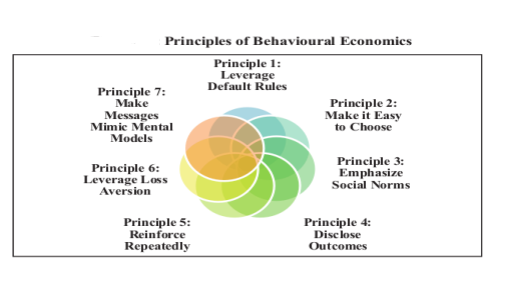 Principles of Behavioural Economics
Principle 1:
Leverage
Default Rules
Principle 2:
Make it Easy
to Choose
Principle 3:
Emphasize
Social Norms
Principle 4:
Disclose
Outcomes
Principle 5:
Reinforce
Repeatedly
Principle 6:
Leverage Loss
Aversion
Principle 7:
Make
Messages
Mimic Mental
Models